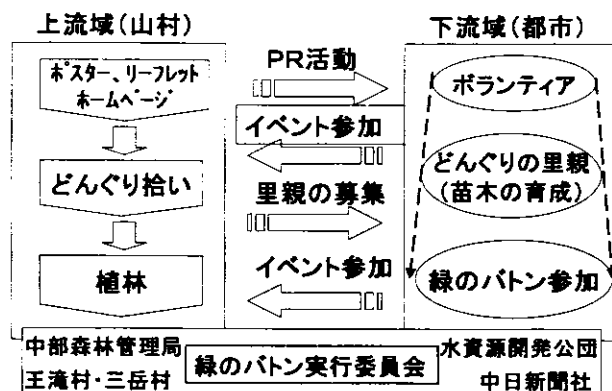 上流域(山村)
下流域(都市)
ポスター、リーフレット
ホームページ
どんぐり拾い
植林
PR活動
イベント参加
里親の募集
イベント参加
ボランティア
どんぐりの里親
(苗木の育成)
緑のバトン参加
中部森林管理局
王滝村・三岳村
緑のバトン実行委員会
水資源開発公団
中日新聞社